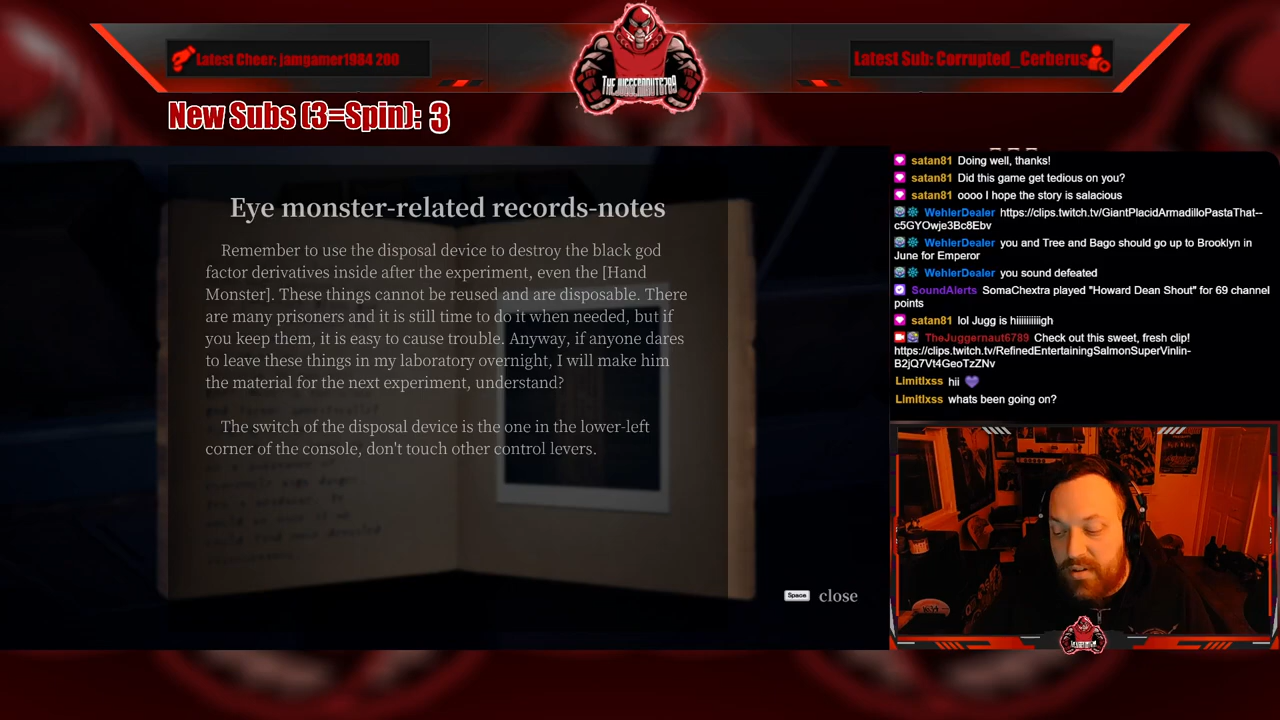 Latest Cheer: jamgamer1984 200
THEJUGGERNAUT6789
Latest Sub: Corrupted_Cerberus
New Subs (3=Spin): 3
Eye monster-related records-notes
Remember to use the disposal device to destroy the black god
factor derivatives inside after the experiment, even the [Hand
Monster]. These things cannot be reused and are disposable. There
are many prisoners and it is still time to do it when needed, but if
you keep them, it is easy to cause trouble. Anyway, if anyone dares
to leave these things in my laboratory overnight, I will make him
the material for the next experiment, understand?
The switch of the disposal device is the one in the lower-left
corner of the console, don't touch other control levers.
Space close
satan81 Doing well, thanks!
satan81 Did this game get tedious on you?
satan81 oooo I hope the story is salacious
WehlerDealer https://clips.twitch.tv/GiantPlacidArmadilloPastaThat--
c5GYOwje3Bc8Ebv
WehlerDealer you and Tree and Bago should go up to Brooklyn in
June for Emperor
WehlerDealer you sound defeated
SoundAlerts SomaChextra played "Howard Dean Shout" for 69 channel
points
satan81 lol Jugg is hiiiiiiiiiigh
TheJuggernaut6789 Check out this sweet, fresh clip!
https://clips.twitch.tv/RefinedEntertainingSalmonSuperVinlin-
B2jQ7Vt4GeoTzZNv
Limitlxss hii
Limitlxss whats been going on?